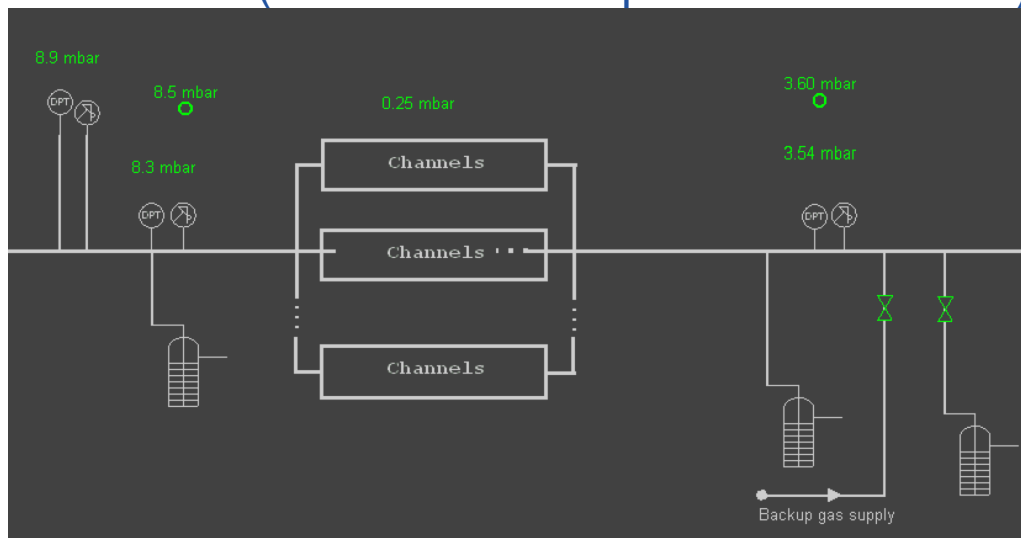 8.9 mbar
8.5 mbar
0.25 mbar
3.60 mbar
DPT
8.3 mbar
3.54 mbar
Channels
DPT
DPT
Channels
Channels
Backup gas supply